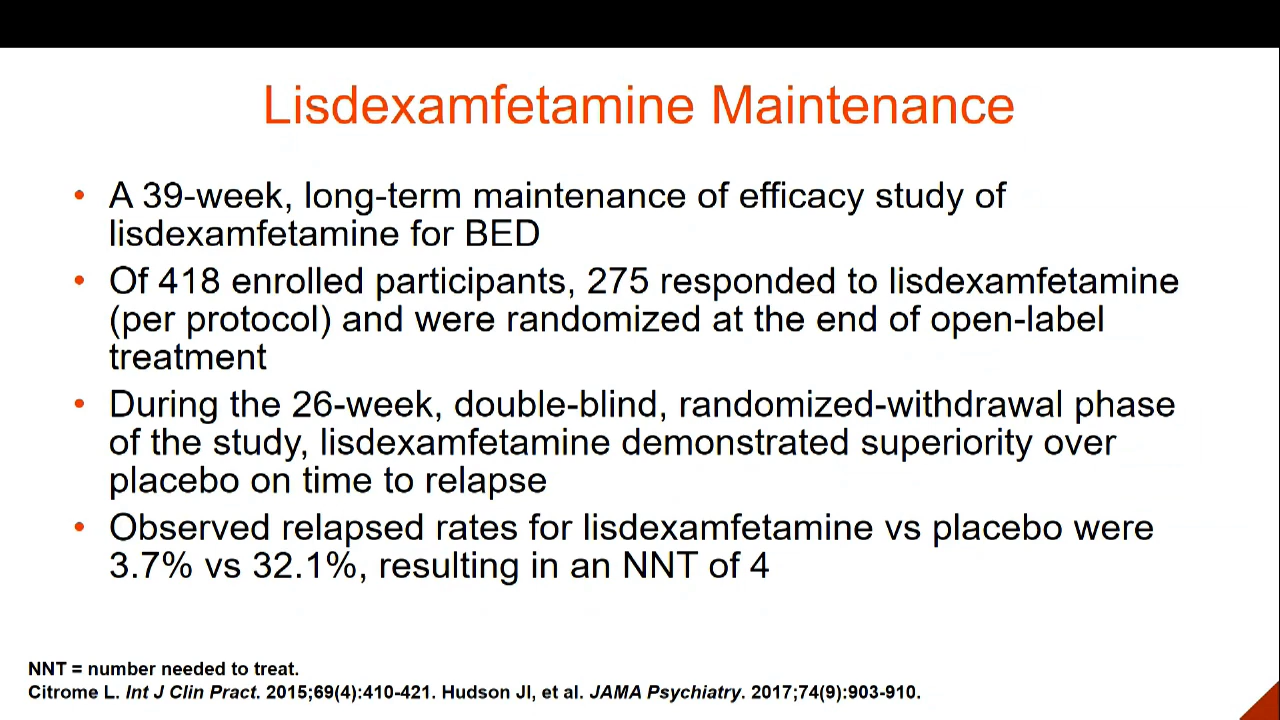 Lisdexamfetamine Maintenance
• A 39-week, long-term maintenance of efficacy study of
lisdexamfetamine for BED
• Of 418 enrolled participants, 275 responded to lisdexamfetamine
(per protocol) and were randomized at the end of open-label
treatment
• During the 26-week, double-blind, randomized-withdrawal phase
of the study, lisdexamfetamine demonstrated superiority over
placebo on time to relapse
• Observed relapsed rates for lisdexamfetamine vs placebo were
3.7% vs 32.1%, resulting in an NNT of 4
NNT = number needed to treat.
Citrome L. Int J Clin Pract. 2015;69(4):410-421. Hudson JI, et al. JAMA Psychiatry. 2017;74(9):903-910.